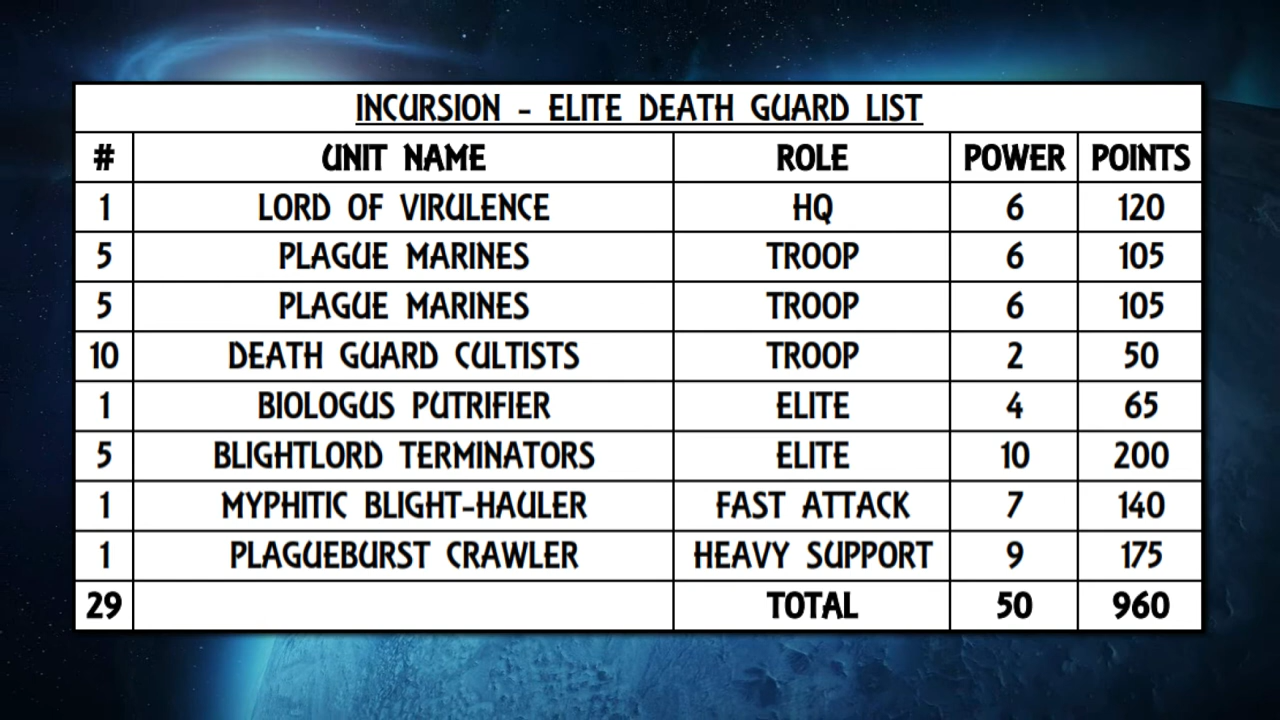 INCURSION - ELITE DEATH GUARD LIST
# UNIT NAME ROLE POWER POINTS
1 LORD OF VIRULENCE HQ 6 120
5 PLAGUE MARINES TROOP 6 105
5 PLAGUE MARINES TROOP 6 105
10 DEATH GUARD CULTISTS TROOP 2 50
1 BIOLOGUS PUTRIFIER ELITE 4 65
5 BLIGHTLORD TERMINATORS ELITE 10 200
1 MYPHITIC BLIGHT-HAULER FAST ATTACK 7 140
1 PLAGUEBURST CRAWLER HEAVY SUPPORT 9 175
29 TOTAL 50 960